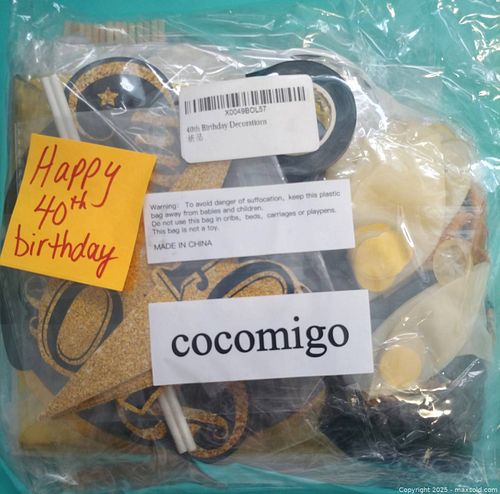 X0049BOL57
40th Birthday Decorations
新品
Happy
40th
birthday
Warning: To avoid danger of suffocation, keep this plastic
bag away from babies and children.
Do not use this bag in cribs, beds, carriages or playpens.
This bag is not a toy.
MADE IN CHINA
cocomigo
Copyright 2025 - maxsold.com